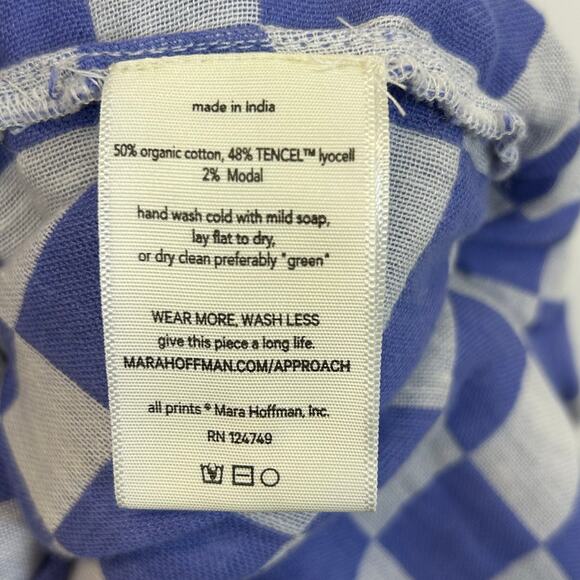 made in India
50% organic cotton, 48% TENCEL™ lyocell
2% Modal
hand wash cold with mild soap,
lay flat to dry,
or dry clean preferably "green"
WEAR MORE, WASH LESS
give this piece a long life.
MARAHOFFMAN.COM/APPROACH
all prints © Mara Hoffman, Inc.
RN 124749